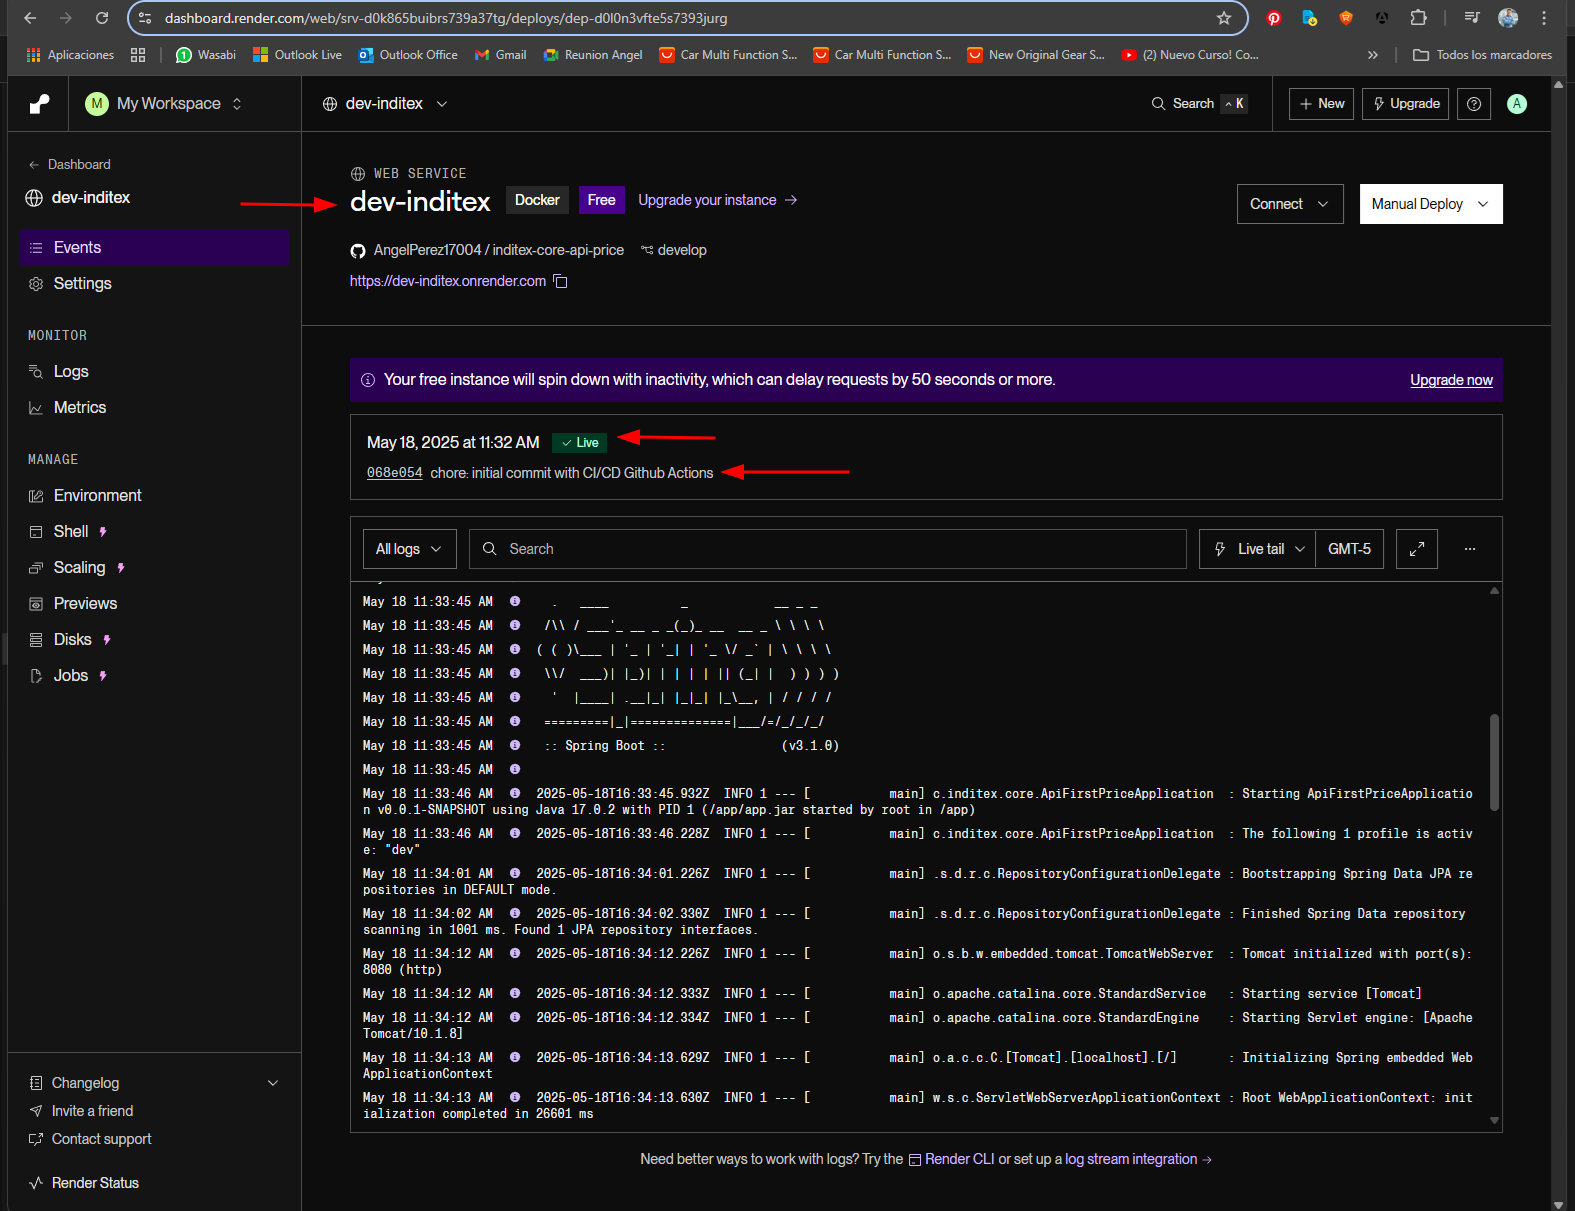 dashboard.render.com/web/srv-d0k865buibrs739a37tg/deploys/dep-d0l0n3vfte5s7393jurg
Aplicaciones
Wasabi
Outlook Live
Outlook Office
Gmail
Reunion Angel
Car Multi Function S...
Car Multi Function S...
New Original Gear S...
(2) Nuevo Curso! Co...
»
Todos los marcadores
M My Workspace
dev-inditex
Search ^ K
+ New
Upgrade
A
← Dashboard
dev-inditex
Events
Settings
MONITOR
Logs
Metrics
MANAGE
Environment
Shell
Scaling
Previews
Disks
Jobs
Changelog
Invite a friend
Contact support
Render Status
WEB SERVICE
dev-inditex Docker Free Upgrade your instance →
Connect
Manual Deploy
AngelPerez17004 / inditex-core-api-price develop
https://dev-inditex.onrender.com
Your free instance will spin down with inactivity, which can delay requests by 50 seconds or more.
Upgrade now
May 18, 2025 at 11:32 AM ✓ Live
068e054 chore: initial commit with CI/CD Github Actions
All logs
Search
Live tail
GMT-5
...
May 18 11:33:45 AM   .   ____          _            __ _ _
May 18 11:33:45 AM  /\\ / ___'_ __ _ _(_)_ __  __ _ \ \ \ \
May 18 11:33:45 AM ( ( )\___ | '_ | '_| | '_ \/ _` | \ \ \ \
May 18 11:33:45 AM  \\/  ___)| |_)| | | | | || (_| |  ) ) ) )
May 18 11:33:45 AM   '  |____| .__|_| |_|_| |_\__, | / / / /
May 18 11:33:45 AM  =========|_|==============|___/=/_/_/_/
May 18 11:33:45 AM  :: Spring Boot ::                (v3.1.0)
May 18 11:33:45 AM
May 18 11:33:46 AM 2025-05-18T16:33:45.932Z  INFO 1 --- [           main] c.inditex.core.ApiFirstPriceApplication  : Starting ApiFirstPriceApplicatio
n v0.0.1-SNAPSHOT using Java 17.0.2 with PID 1 (/app/app.jar started by root in /app)
May 18 11:33:46 AM 2025-05-18T16:33:46.228Z  INFO 1 --- [           main] c.inditex.core.ApiFirstPriceApplication  : The following 1 profile is activ
e: "dev"
May 18 11:34:01 AM 2025-05-18T16:34:01.226Z  INFO 1 --- [           main] .s.d.r.c.RepositoryConfigurationDelegate : Bootstrapping Spring Data JPA re
positories in DEFAULT mode.
May 18 11:34:02 AM 2025-05-18T16:34:02.330Z  INFO 1 --- [           main] .s.d.r.c.RepositoryConfigurationDelegate : Finished Spring Data repository
scanning in 1001 ms. Found 1 JPA repository interfaces.
May 18 11:34:12 AM 2025-05-18T16:34:12.226Z  INFO 1 --- [           main] o.s.b.w.embedded.tomcat.TomcatWebServer  : Tomcat initialized with port(s):
8080 (http)
May 18 11:34:12 AM 2025-05-18T16:34:12.333Z  INFO 1 --- [           main] o.apache.catalina.core.StandardService   : Starting service [Tomcat]
May 18 11:34:12 AM 2025-05-18T16:34:12.334Z  INFO 1 --- [           main] o.apache.catalina.core.StandardEngine    : Starting Servlet engine: [Apache
Tomcat/10.1.8]
May 18 11:34:13 AM 2025-05-18T16:34:13.629Z  INFO 1 --- [           main] o.a.c.c.C.[Tomcat].[localhost].[/]       : Initializing Spring embedded Web
ApplicationContext
May 18 11:34:13 AM 2025-05-18T16:34:13.630Z  INFO 1 --- [           main] w.s.c.ServletWebServerApplicationContext : Root WebApplicationContext: init
ialization completed in 26601 ms
Need better ways to work with logs? Try the Render CLI or set up a log stream integration →